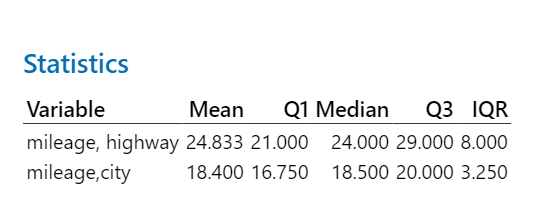 Statistics
Variable Mean Q1 Median Q3 IQR
mileage, highway 24.833 21.000 24.000 29.000 8.000
mileage,city 18.400 16.750 18.500 20.000 3.250